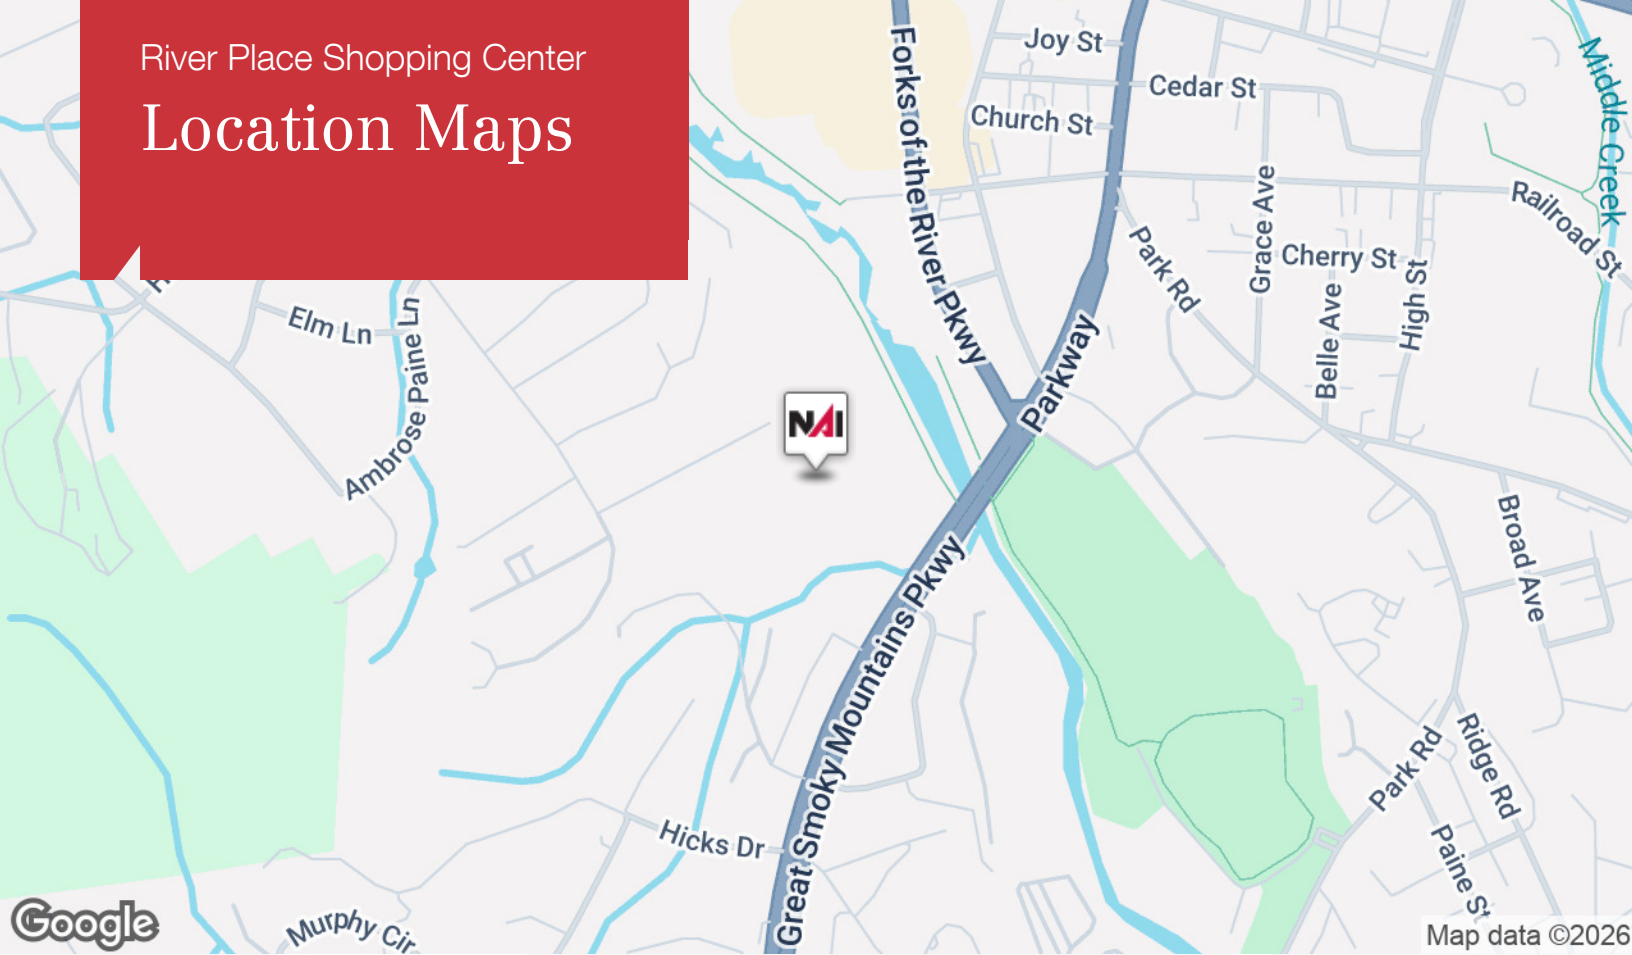 River Place Shopping Center
Location Maps
Joy St
Cedar St
Church St
Forks of the River Pkwy
Middle Creek
Railroad St
Grace Ave
Cherry St
Park Rd
High St
Belle Ave
Parkway
Elm Ln
Ambrose Paine Ln
NAI
Broad Ave
Great Smoky Mountains Pkwy
Hicks Dr
Park Rd
Ridge Rd
Paine St
Murphy Cir
Google
Map data ©2026